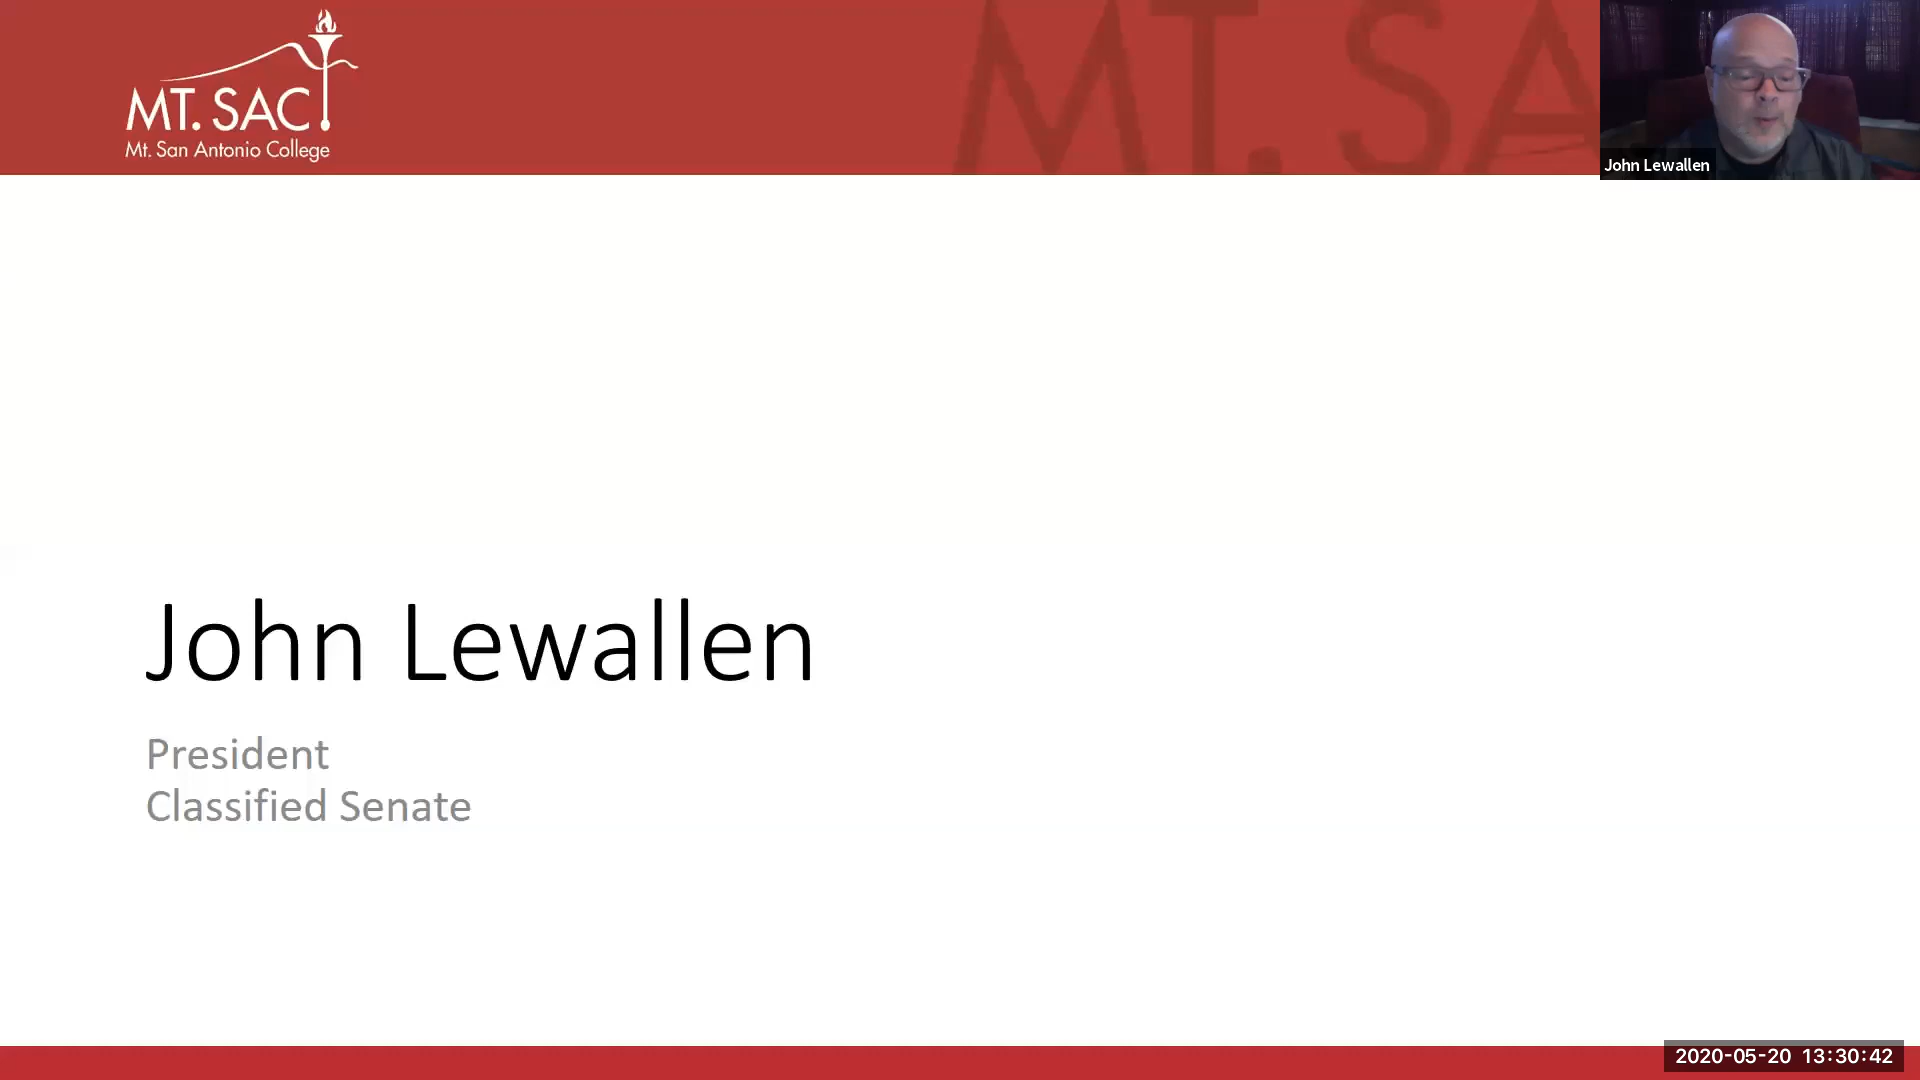 MT. SAC
Mt. San Antonio College
MT. SA
John Lewallen
John Lewallen
President
Classified Senate
2020-05-20 13:30:42